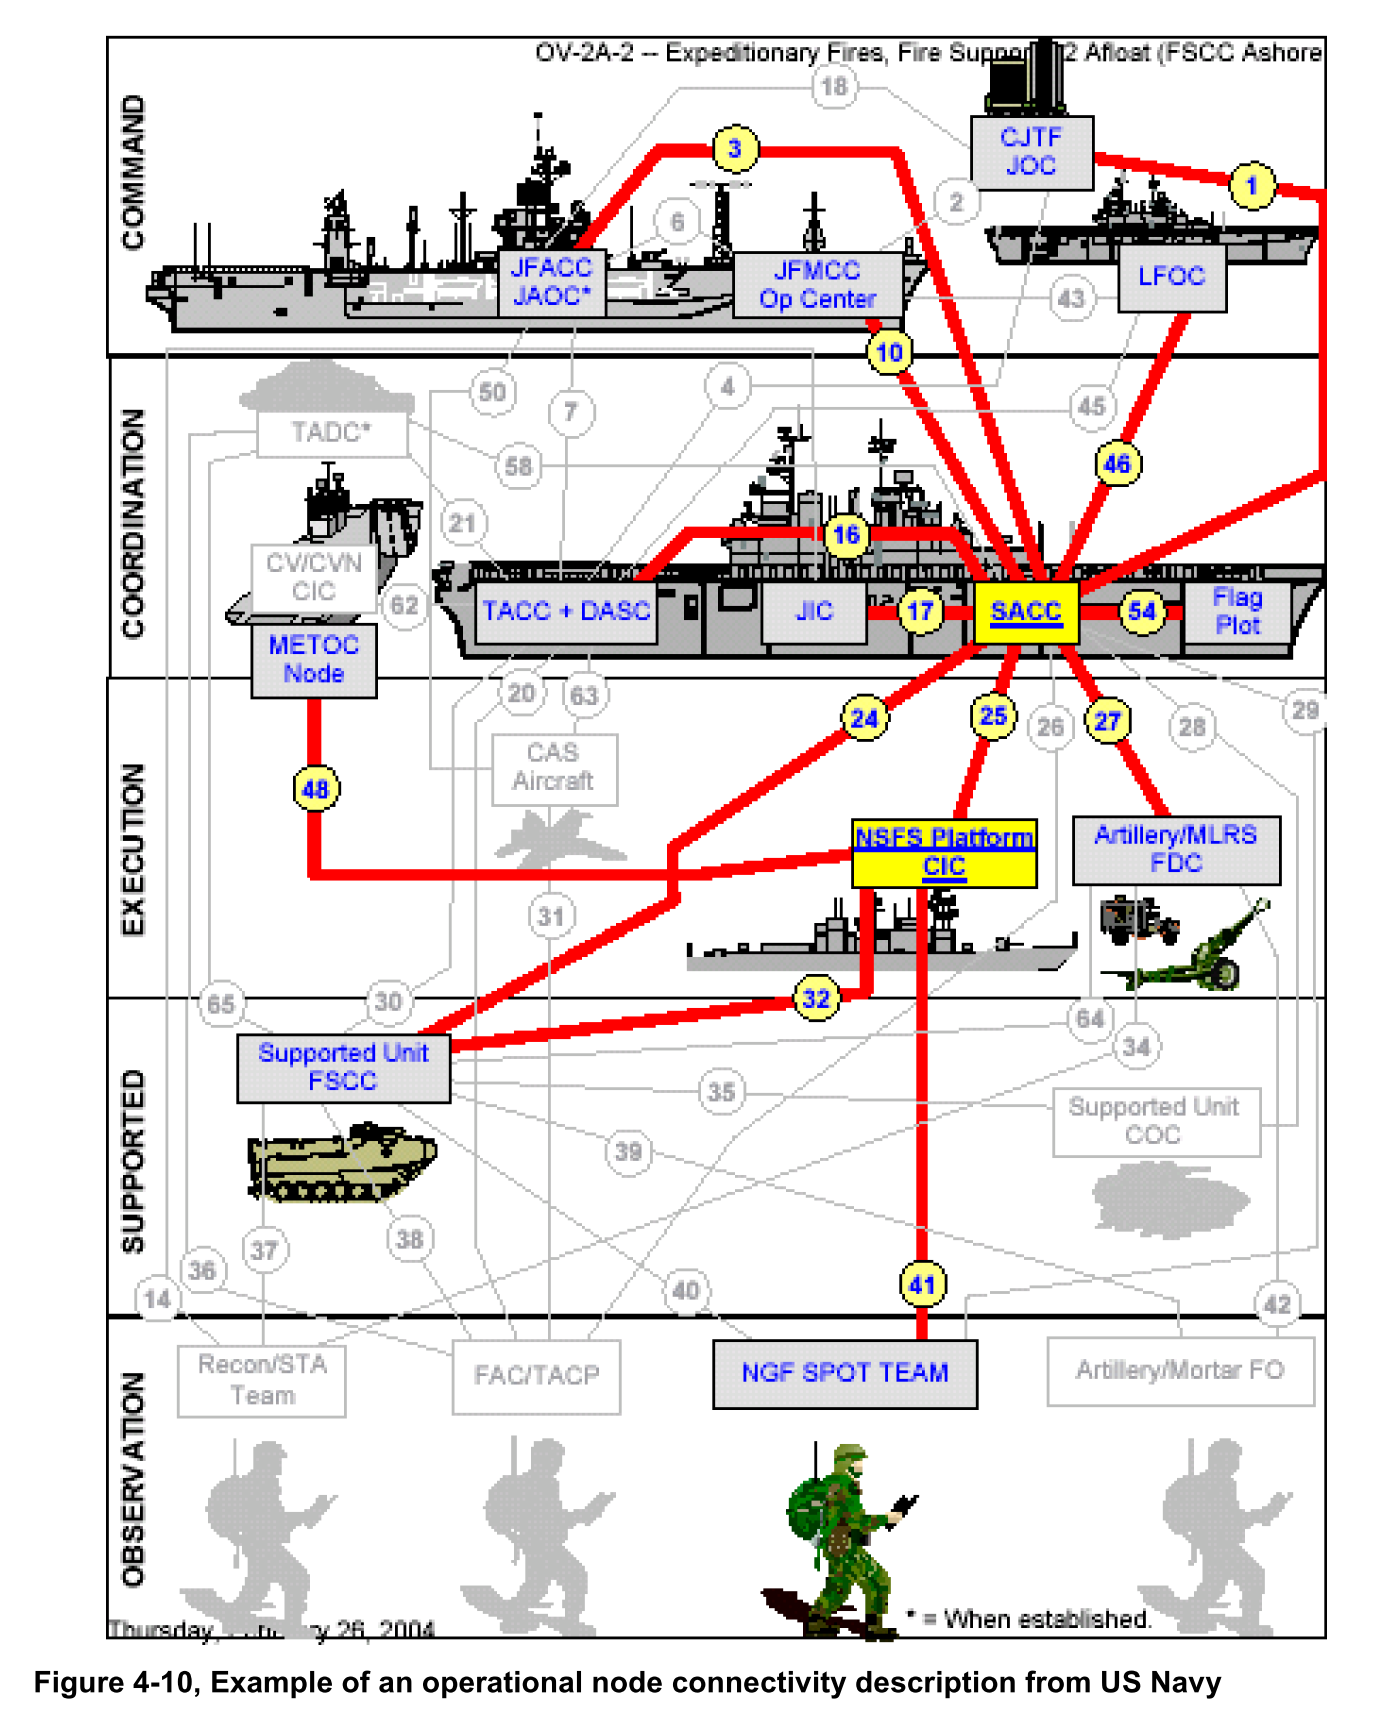 OV-2A-2 -- Expeditionary Fires, Fire Support C2 Afloat (FSCC Ashore
COMMAND
18
3
CJTF
JOC
1
2
6
JFACC
JAOC*
JFMCC
Op Center
LFOC
43
10
COORDINATION
50
7
4
45
TADC*
58
46
21
16
CV/CVN
CIC
62
TACC + DASC
JIC
17
SACC
54
Flag
Plot
METOC
Node
20
63
24
25
26
27
28
29
EXECUTION
CAS
Aircraft
48
NSFS Platform
CIC
Artillery/MLRS
FDC
31
65
30
32
64
34
SUPPORTED
Supported Unit
FSCC
35
Supported Unit
COC
39
37
38
36
14
40
41
42
OBSERVATION
Recon/STA
Team
FAC/TACP
NGF SPOT TEAM
Artillery/Mortar FO
* = When established.
Thursday, February 26, 2004
Figure 4-10, Example of an operational node connectivity description from US Navy